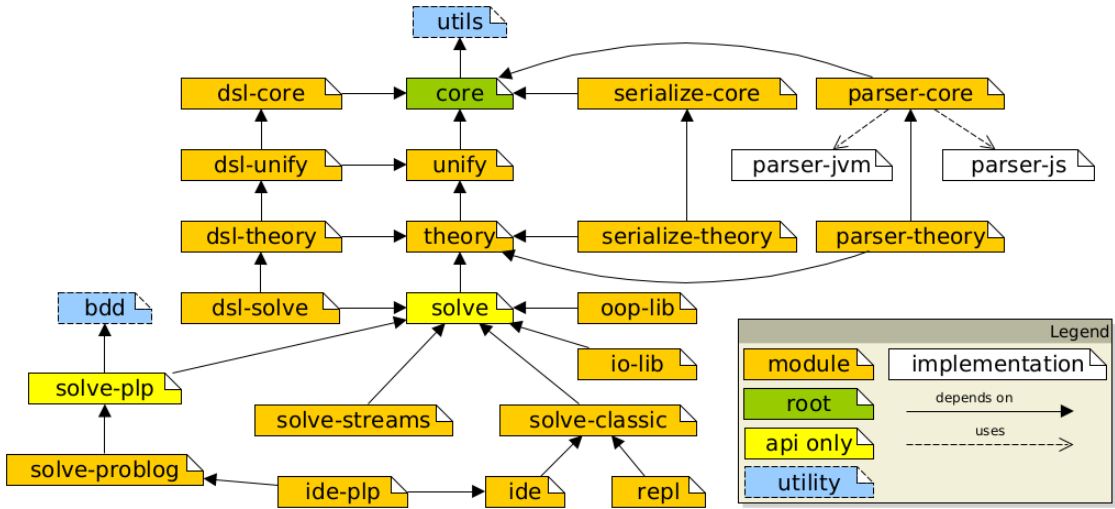 utils
dsl-core
core
serialize-core
parser-core
dsl-unify
unify
parser-jvm
parser-js
dsl-theory
theory
serialize-theory
parser-theory
bdd
dsl-solve
solve
oop-lib
Legend
io-lib
module
implementation
solve-plp
root
depends on
solve-streams
solve-classic
api only
uses
solve-problog
ide-plp
ide
repl
utility